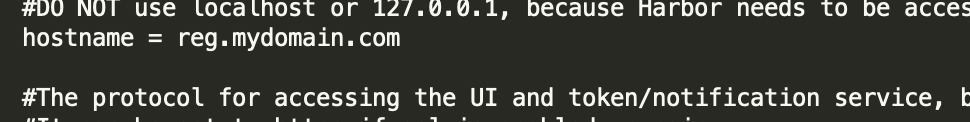 #DO NOT use localhost or 127.0.0.1, because Harbor needs to be
hostname = reg.mydomain.com
#The protocol for accessing the UI and token/notification service,